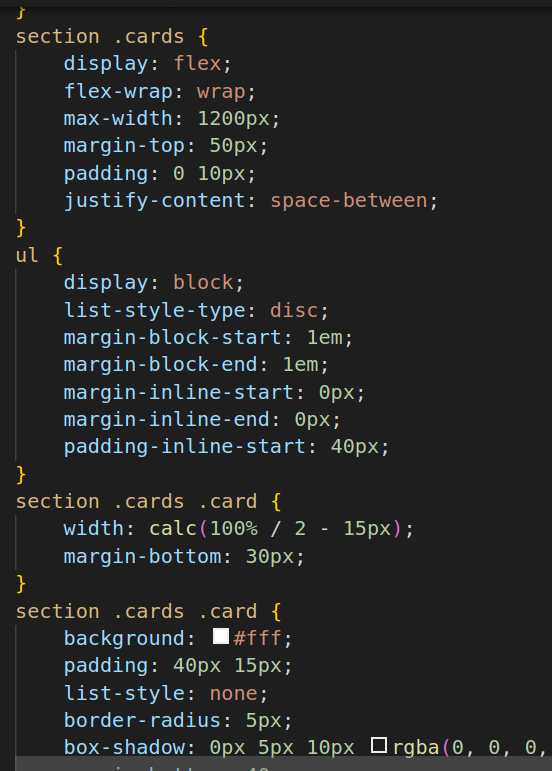 }
section .cards {
    display: flex;
    flex-wrap: wrap;
    max-width: 1200px;
    margin-top: 50px;
    padding: 0 10px;
    justify-content: space-between;
}
ul {
    display: block;
    list-style-type: disc;
    margin-block-start: 1em;
    margin-block-end: 1em;
    margin-inline-start: 0px;
    margin-inline-end: 0px;
    padding-inline-start: 40px;
}
section .cards .card {
    width: calc(100% / 2 - 15px);
    margin-bottom: 30px;
}
section .cards .card {
    background: #fff;
    padding: 40px 15px;
    list-style: none;
    border-radius: 5px;
    box-shadow: 0px 5px 10px rgba(0, 0, 0,